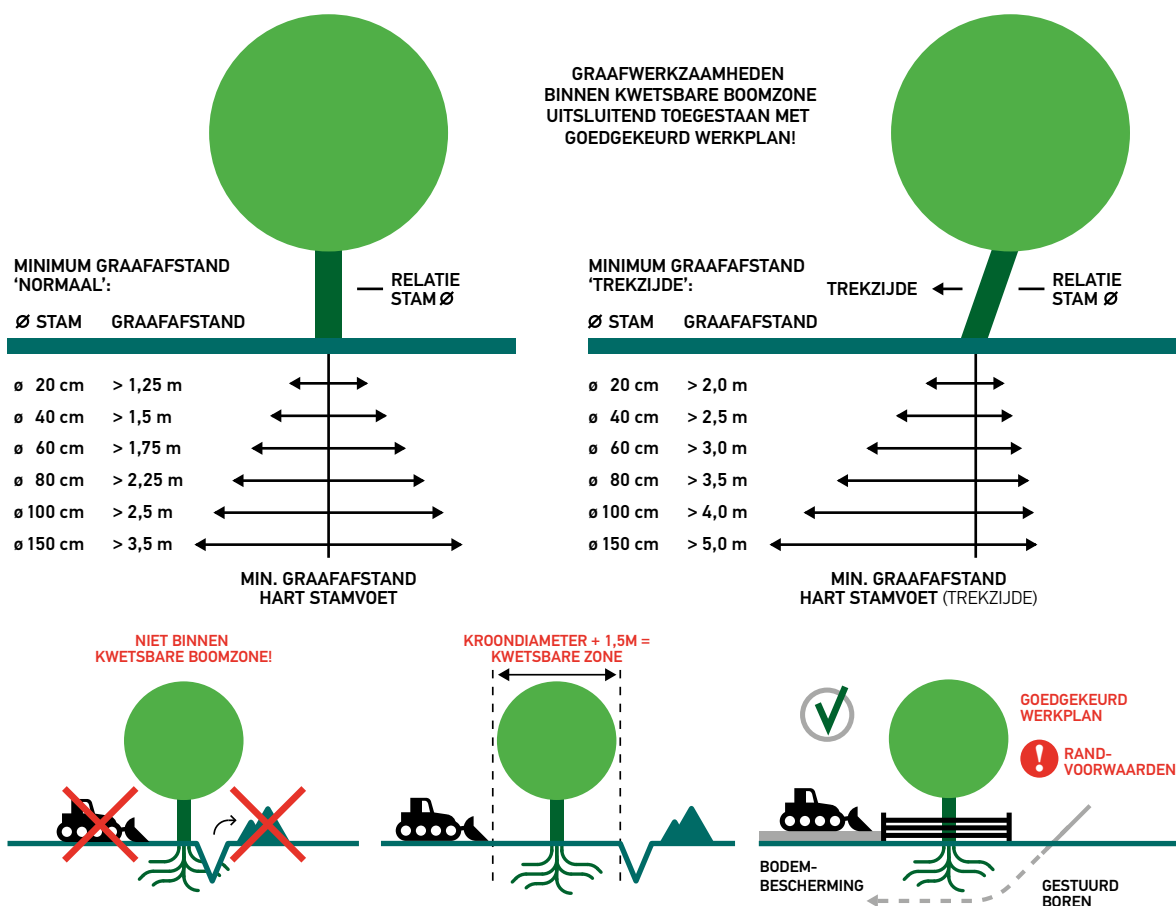 GRAAFWERKZAAMHEDEN
BINNEN KWETSBARE BOOMZONE
UITSLUITEND TOEGESTAAN MET
GOEDGEKEURD WERKPLAN!
MINIMUM GRAAFAFSTAND
‘NORMAAL’:
RELATIE
STAM Ø
Ø STAM GRAAFAFSTAND
ø 20 cm > 1,25 m
ø 40 cm > 1,5 m
ø 60 cm > 1,75 m
ø 80 cm > 2,25 m
ø 100 cm > 2,5 m
ø 150 cm > 3,5 m
MIN. GRAAFAFSTAND
HART STAMVOET
MINIMUM GRAAFAFSTAND
‘TREKZIJDE’:
TREKZIJDE
RELATIE
STAM Ø
Ø STAM GRAAFAFSTAND
ø 20 cm > 2,0 m
ø 40 cm > 2,5 m
ø 60 cm > 3,0 m
ø 80 cm > 3,5 m
ø 100 cm > 4,0 m
ø 150 cm > 5,0 m
MIN. GRAAFAFSTAND
HART STAMVOET (TREKZIJDE)
NIET BINNEN
KWETSBARE BOOMZONE!
KROONDIAMETER + 1,5M =
KWETSBARE ZONE
GOEDGEKEURD
WERKPLAN
!
RAND-
VOORWAARDEN
BODEM-
BESCHERMING
GESTUURD
BOREN